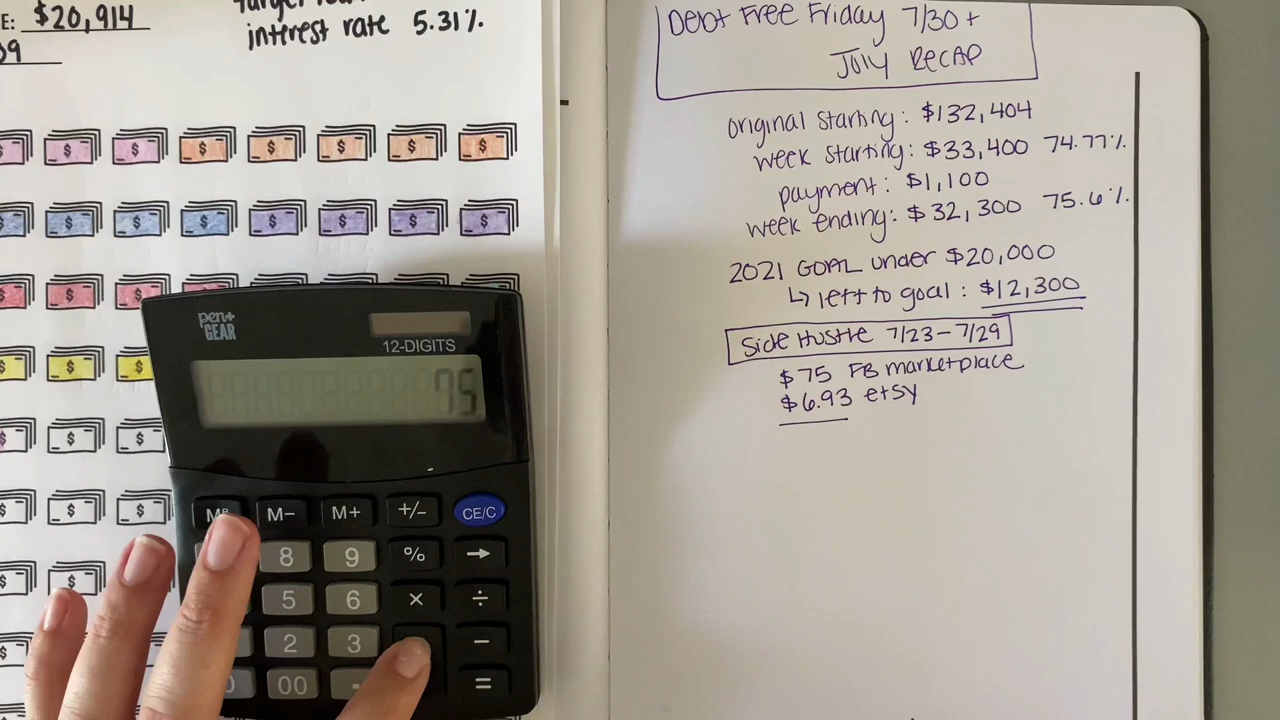 E: $20,914
09
interest rate 5.31%
Debt Free Friday 7/30 +
July Recap
original starting: $132,404
week starting: $33,400 74.77%
payment: $1,100
week ending: $32,300 75.6%
2021 GOAL under $20,000
↳ left to goal: $12,300
Side Hustle 7/23-7/29
$75 FB marketplace
$6.93 etsy
pen+
GEAR
12-DIGITS
75
M- M+ +/- CE/C
8 9 % →
5 6 × ÷
2 3 −
00 . =